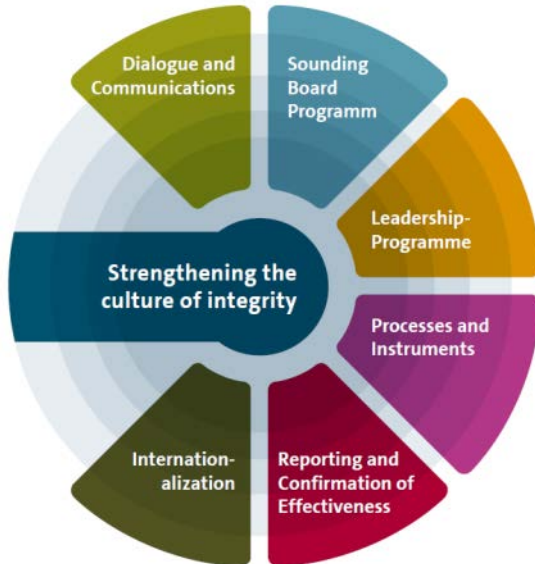 Dialogue and
Communications
Sounding
Board
Programm
Leadership-
Programme
Strengthening the
culture of integrity
Processes and
Instruments
Internation-
alization
Reporting and
Confirmation of
Effectiveness